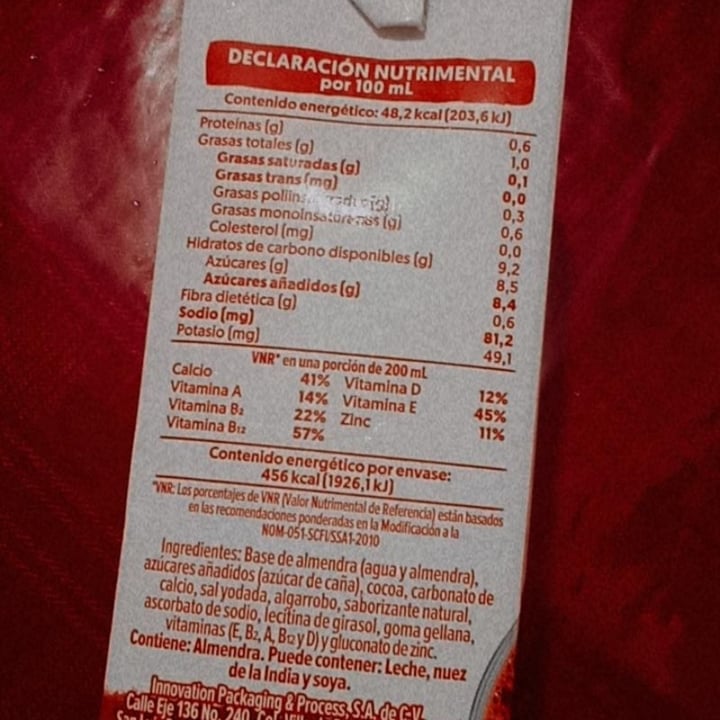 DECLARACIÓN NUTRIMENTAL
por 100 mL
Contenido energético: 48,2 kcal (203,6 kJ)
Proteínas (g) 0,6
Grasas totales (g) 1,0
Grasas saturadas (g) 0,1
Grasas trans (mg) 0,0
Grasas (g) 0,3
Grasas monoinsaturadas (g) 0,6
Colesterol (mg) 0,0
Hidratos de carbono disponibles (g) 9,2
Azúcares (g) 8,5
Azúcares añadidos (g) 8,4
Fibra dietética (g) 0,6
Sodio (mg) 81,2
Potasio (mg) 49,1
VNR* en una porción de 200 mL
Calcio 41% Vitamina D 12%
Vitamina A 14% Vitamina E 45%
Vitamina B2 22% Zinc 11%
Vitamina B12 57%
Contenido energético por envase:
456 kcal (1926,1 kJ)
*VNR: Los porcentajes de VNR (Valor Nutrimental de Referencia) están basados
en las recomendaciones ponderadas en la Modificación a la
NOM-051-SCFI/SSA1-2010
Ingredientes: Base de almendra (agua y almendra),
azúcares añadidos (azúcar de caña), cocoa, carbonato de
calcio, sal yodada, algarrobo, saborizante natural,
ascorbato de sodio, lecitina de girasol, goma gellana,
vitaminas (E, B2, A, B12 y D) y gluconato de zinc.
Contiene: Almendra. Puede contener: Leche, nuez
de la India y soya.
Innovation Packaging & Process, S.A. de C.V.
Calle Eje 136 No. 240,